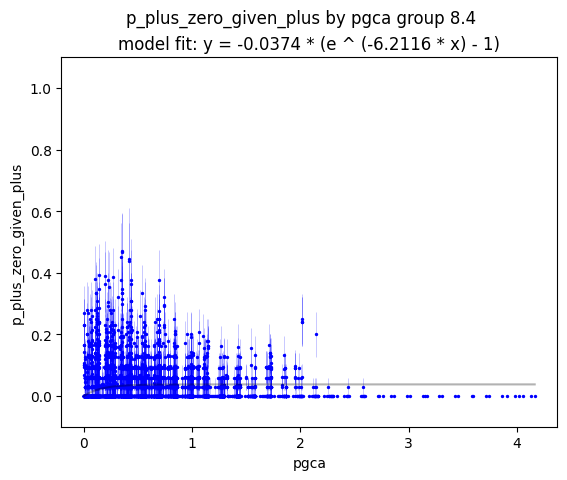 p_plus_zero_given_plus by pgca group 8.4
model fit: y = -0.0374 * (e ^ (-6.2116 * x) - 1)
p_plus_zero_given_plus
1.0
0.8
0.6
0.4
0.2
0.0
0 1 2 3 4
pgca